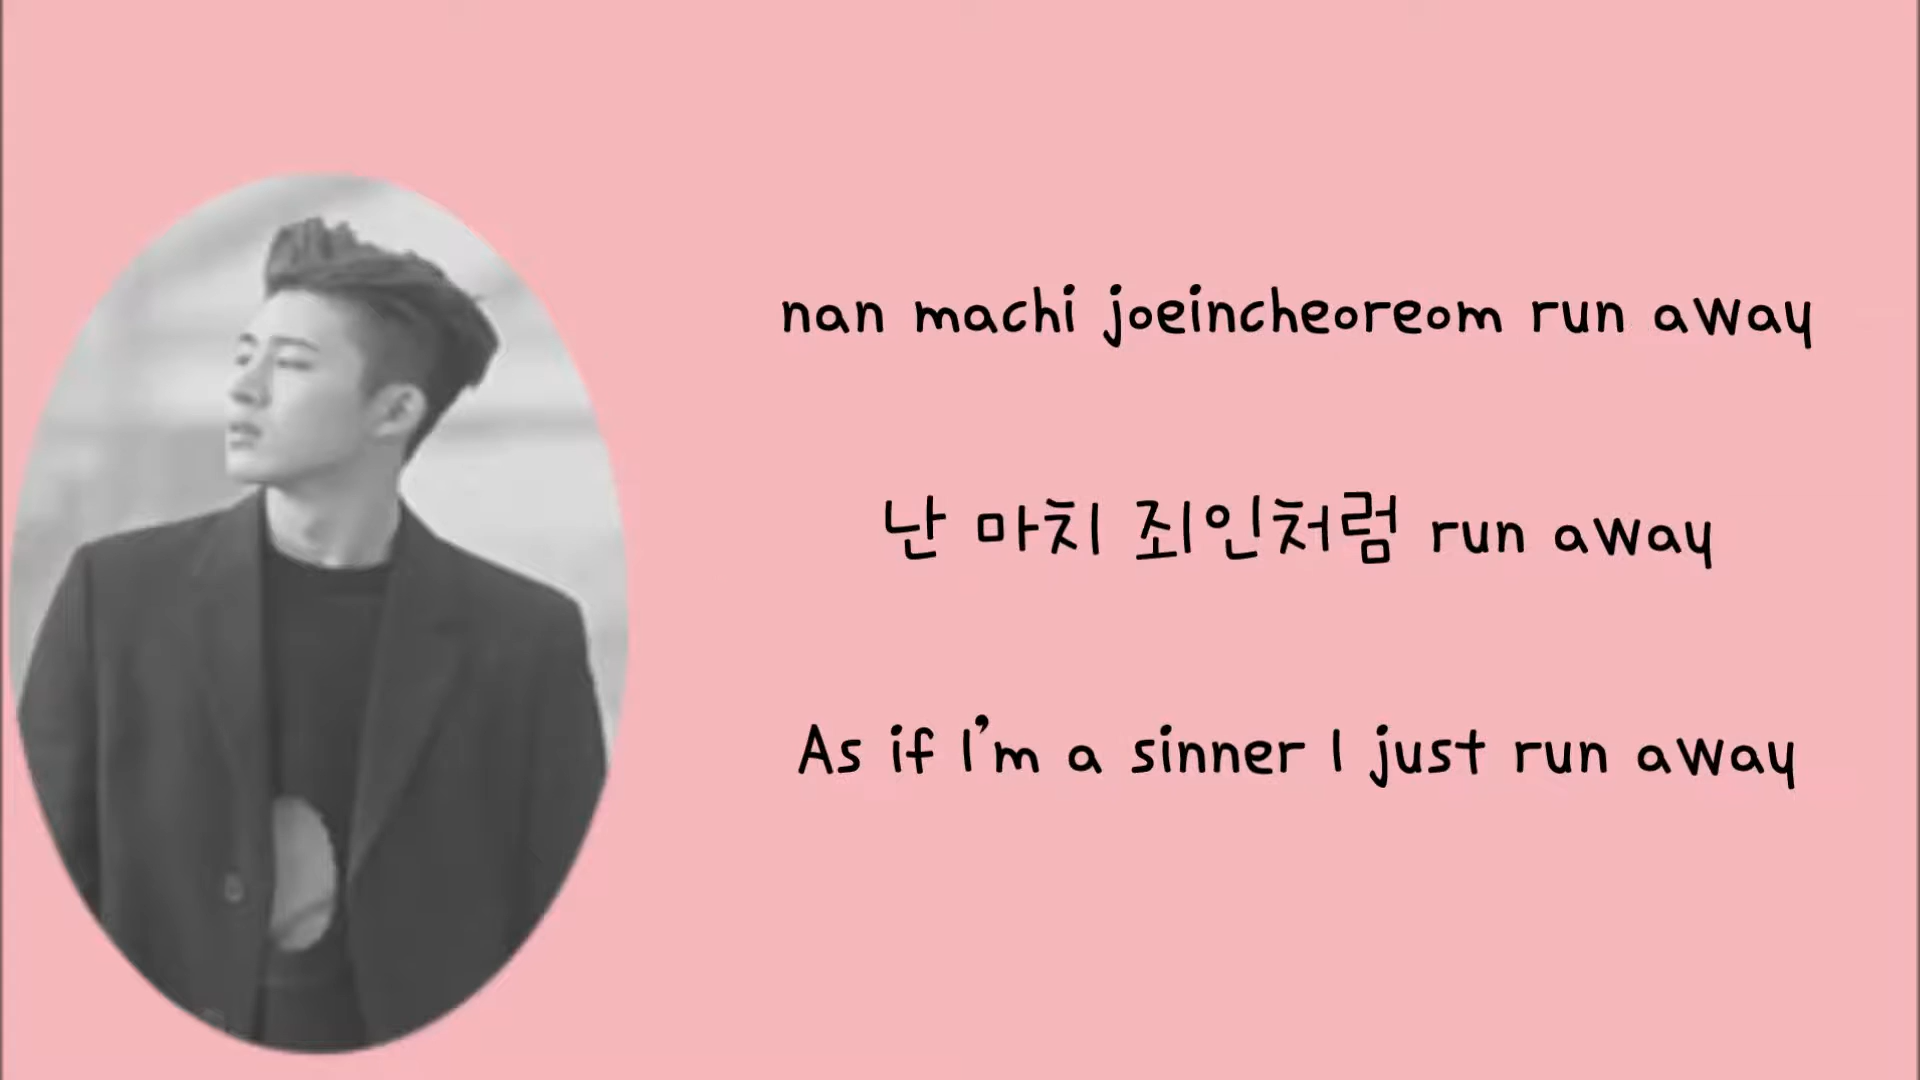 nan machi joeincheoreom run away
난 마치 죄인처럼 run away
As if I'm a sinner I just run away